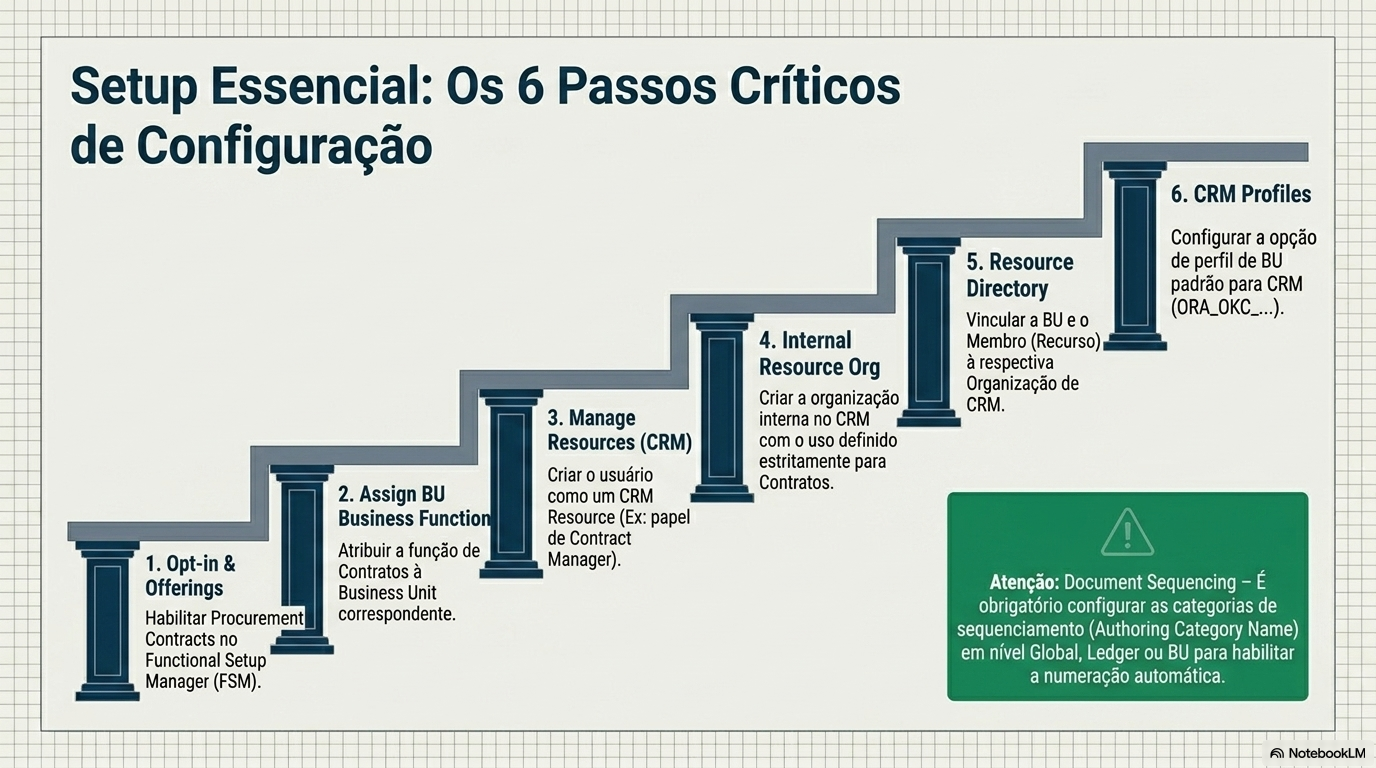 Setup Essencial: Os 6 Passos Críticos
de Configuração
1. Opt-in &
Offerings
Habilitar Procurement
Contracts no
Functional Setup
Manager (FSM).
2. Assign BU
Business Function
Atribuir a função de
Contratos à
Business Unit
correspondente.
3. Manage
Resources (CRM)
Criar o usuário
como um CRM
Resource (Ex: papel
de Contract
Manager).
4. Internal
Resource Org
Criar a organização
interna no CRM
com o uso definido
estritamente para
Contratos.
5. Resource
Directory
Vincular a BU e o
Membro (Recurso)
à respectiva
Organização de
CRM.
6. CRM Profiles
Configurar a opção
de perfil de BU
padrão para CRM
(ORA_OKC_...).
Atenção: Document Sequencing – É
obrigatório configurar as categorias de
sequenciamento (Authoring Category Name)
em nível Global, Ledger ou BU para habilitar
a numeração automática.
NotebookLM